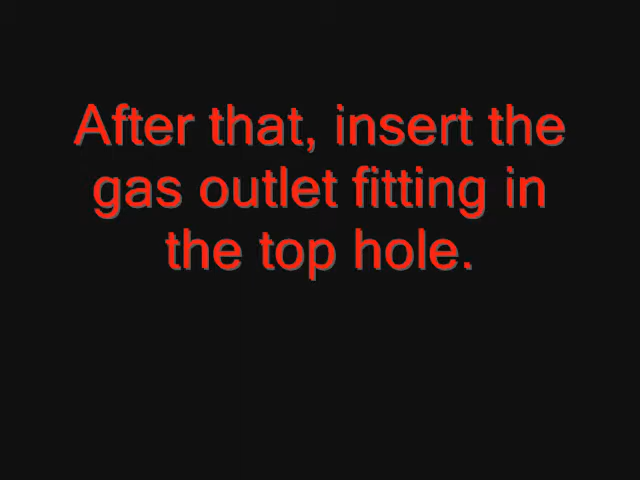 After that, insert the
gas outlet fitting in
the top hole.